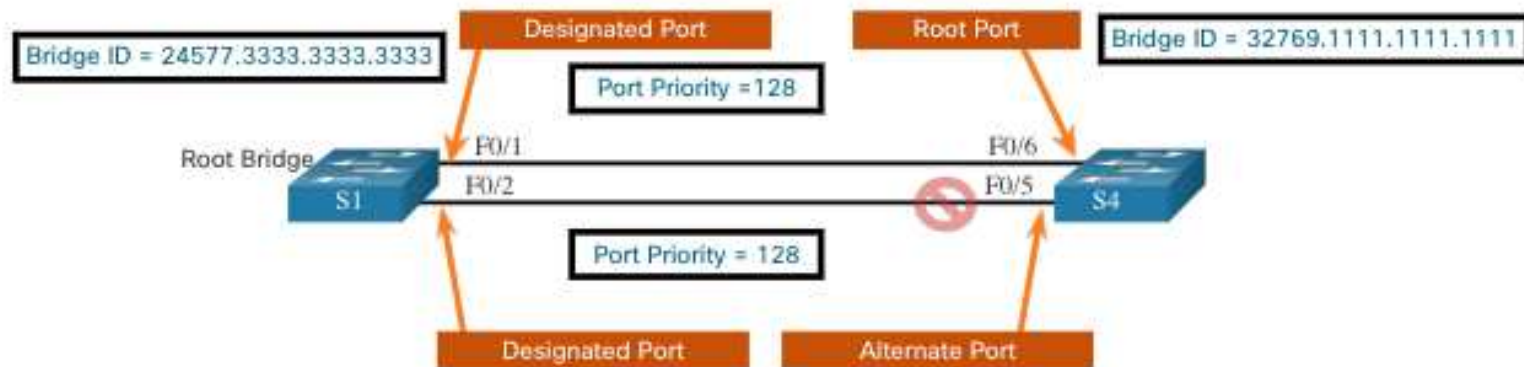 Designated Port
Root Port
Bridge ID = 24577.3333.3333.3333
Bridge ID = 32769.1111.1111.1111
Port Priority =128
Root Bridge
F0/1
F0/6
F0/2
F0/5
S1
S4
Port Priority = 128
Designated Port
Alternate Port